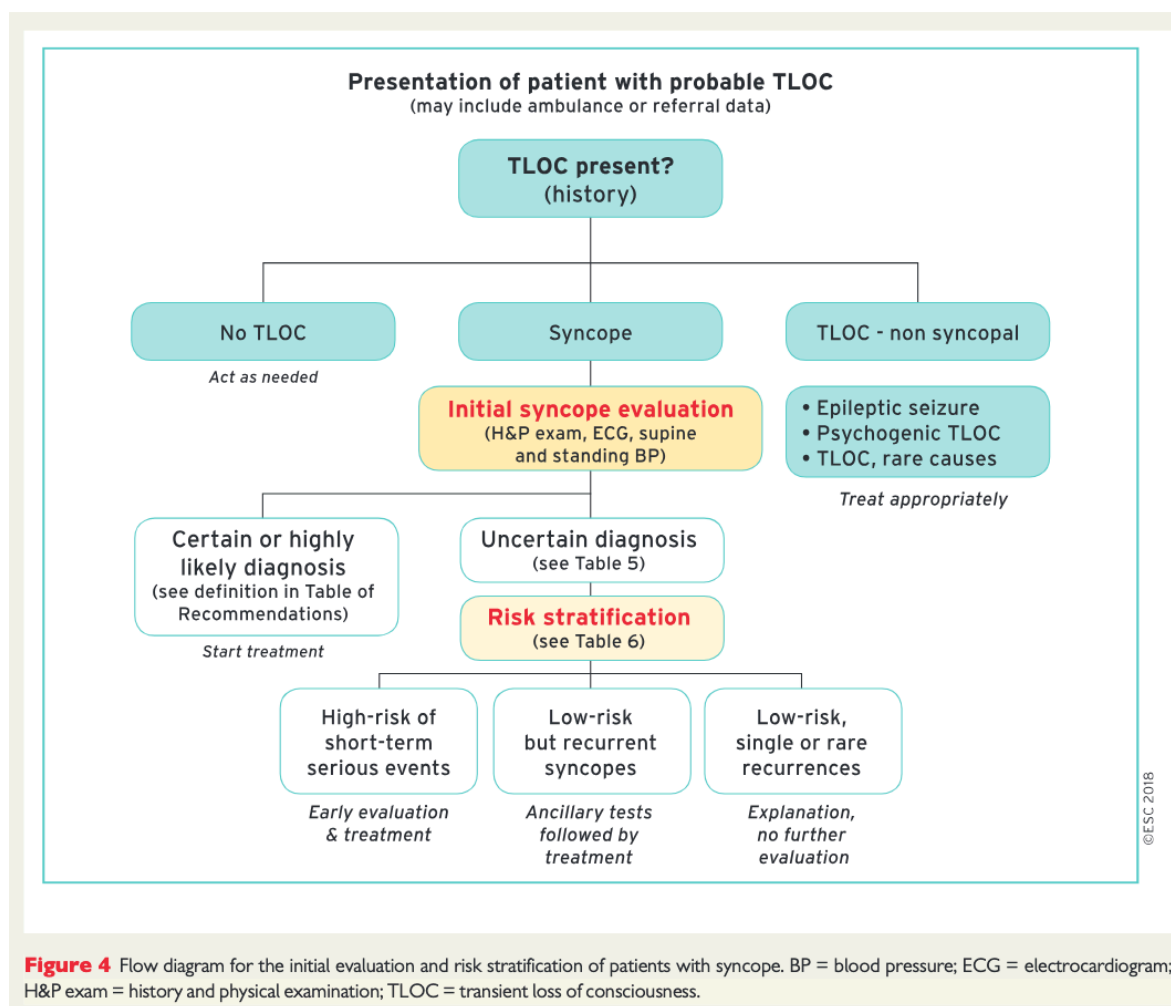 Presentation of patient with probable TLOC
(may include ambulance or referral data)
TLOC present?
(history)
No TLOC
Act as needed
Syncope
TLOC - non syncopal
Initial syncope evaluation
(H&P exam, ECG, supine
and standing BP)
• Epileptic seizure
• Psychogenic TLOC
• TLOC, rare causes
Treat appropriately
Certain or highly
likely diagnosis
(see definition in Table of
Recommendations)
Start treatment
Uncertain diagnosis
(see Table 5)
Risk stratification
(see Table 6)
High-risk of
short-term
serious events
Early evaluation
& treatment
Low-risk
but recurrent
syncopes
Ancillary tests
followed by
treatment
Low-risk,
single or rare
recurrences
Explanation,
no further
evaluation
©ESC 2018
Figure 4 Flow diagram for the initial evaluation and risk stratification of patients with syncope. BP = blood pressure; ECG = electrocardiogram;
H&P exam = history and physical examination; TLOC = transient loss of consciousness.